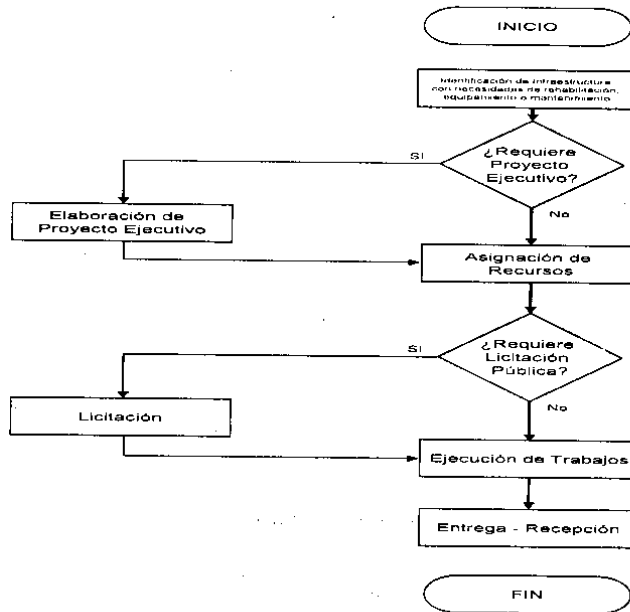 INICIO
Identificación de infraestructura
con necesidades de rehabilitación,
equipamiento o mantenimiento
¿Requiere
Proyecto
Ejecutivo?
SI
No
Elaboración de
Proyecto Ejecutivo
Asignación de
Recursos
¿Requiere
Licitación
Pública?
SI
No
Licitación
Ejecución de Trabajos
Entrega - Recepción
FIN